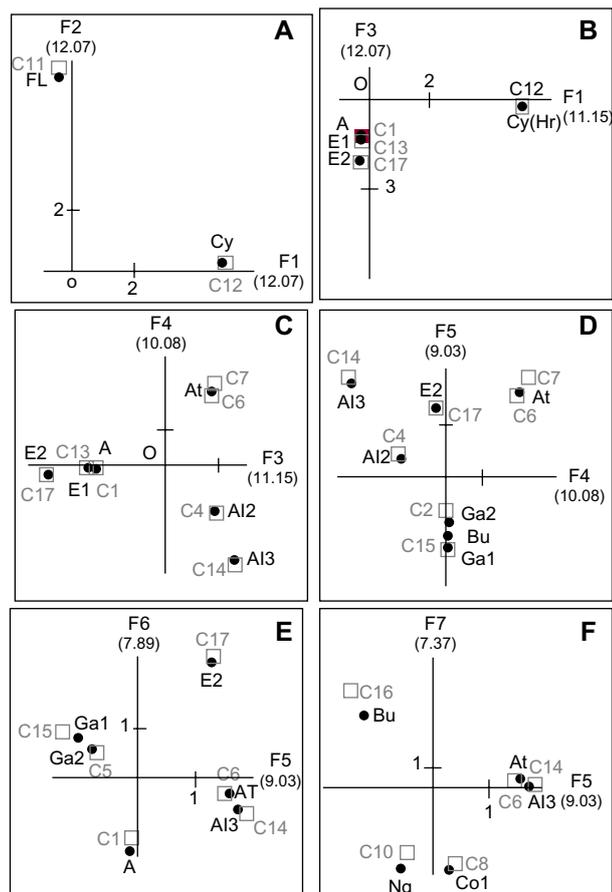 F2
(12.07)
A
C11
FL
2
Cy
F1
o
2
C12
(12.07)
F3
(12.07)
B
O
2
C12
F1
A
C1
Cy(Hr)
(11.15)
E1
C13
E2
C17
3
F4
(10.08)
C
C7
At
C6
E2
C13
A
O
F3
(11.15)
C17
E1
C1
C4
Al2
Al3
C14
F5
(9.03)
D
C14
C7
Al3
E2
At
C17
C6
C4
Al2
F4
(10.08)
C2
Ga2
Bu
C15
Ga1
F6
(7.89)
E
C17
E2
Ga1
1
C15
Ga2
F5
C5
C6
1
(9.03)
AT
Al3
C1
C14
A
F7
(7.37)
F
C16
Bu
1
At
C14
F5
1
C6
Al3
(9.03)
C10
C8
Ng
Co1